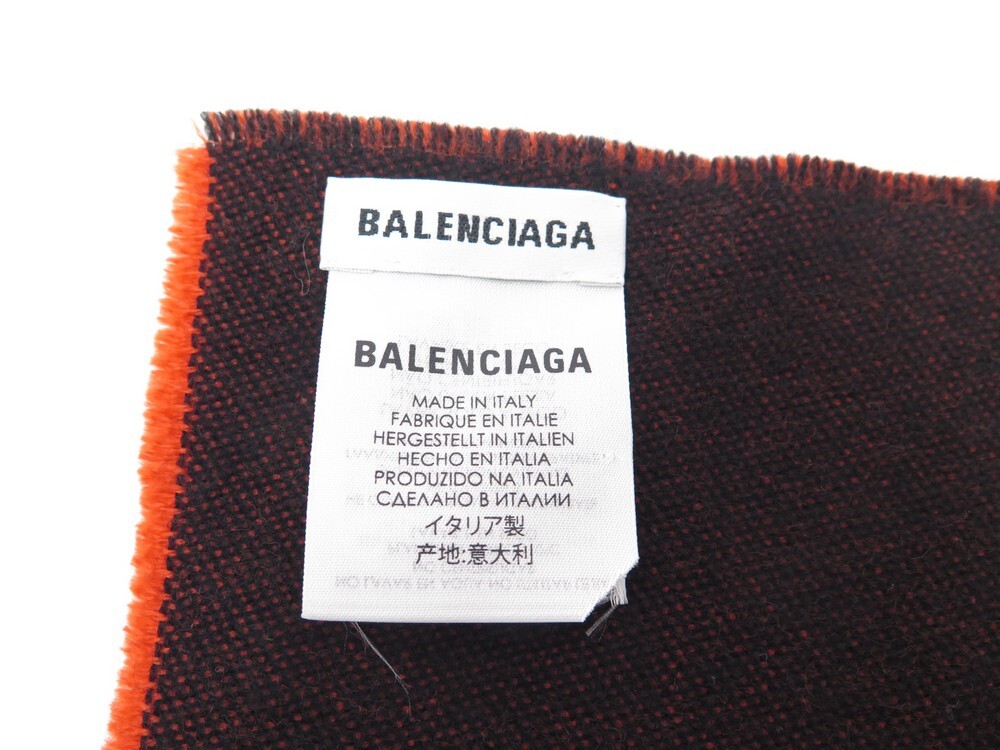 BALENCIAGA
BALENCIAGA
MADE IN ITALY
FABRIQUE EN ITALIE
HERGESTELLT IN ITALIEN
HECHO EN ITALIA
PRODUZIDO NA ITALIA
СДЕЛАНО В ИТАЛИИ
イタリア製
产地:意大利